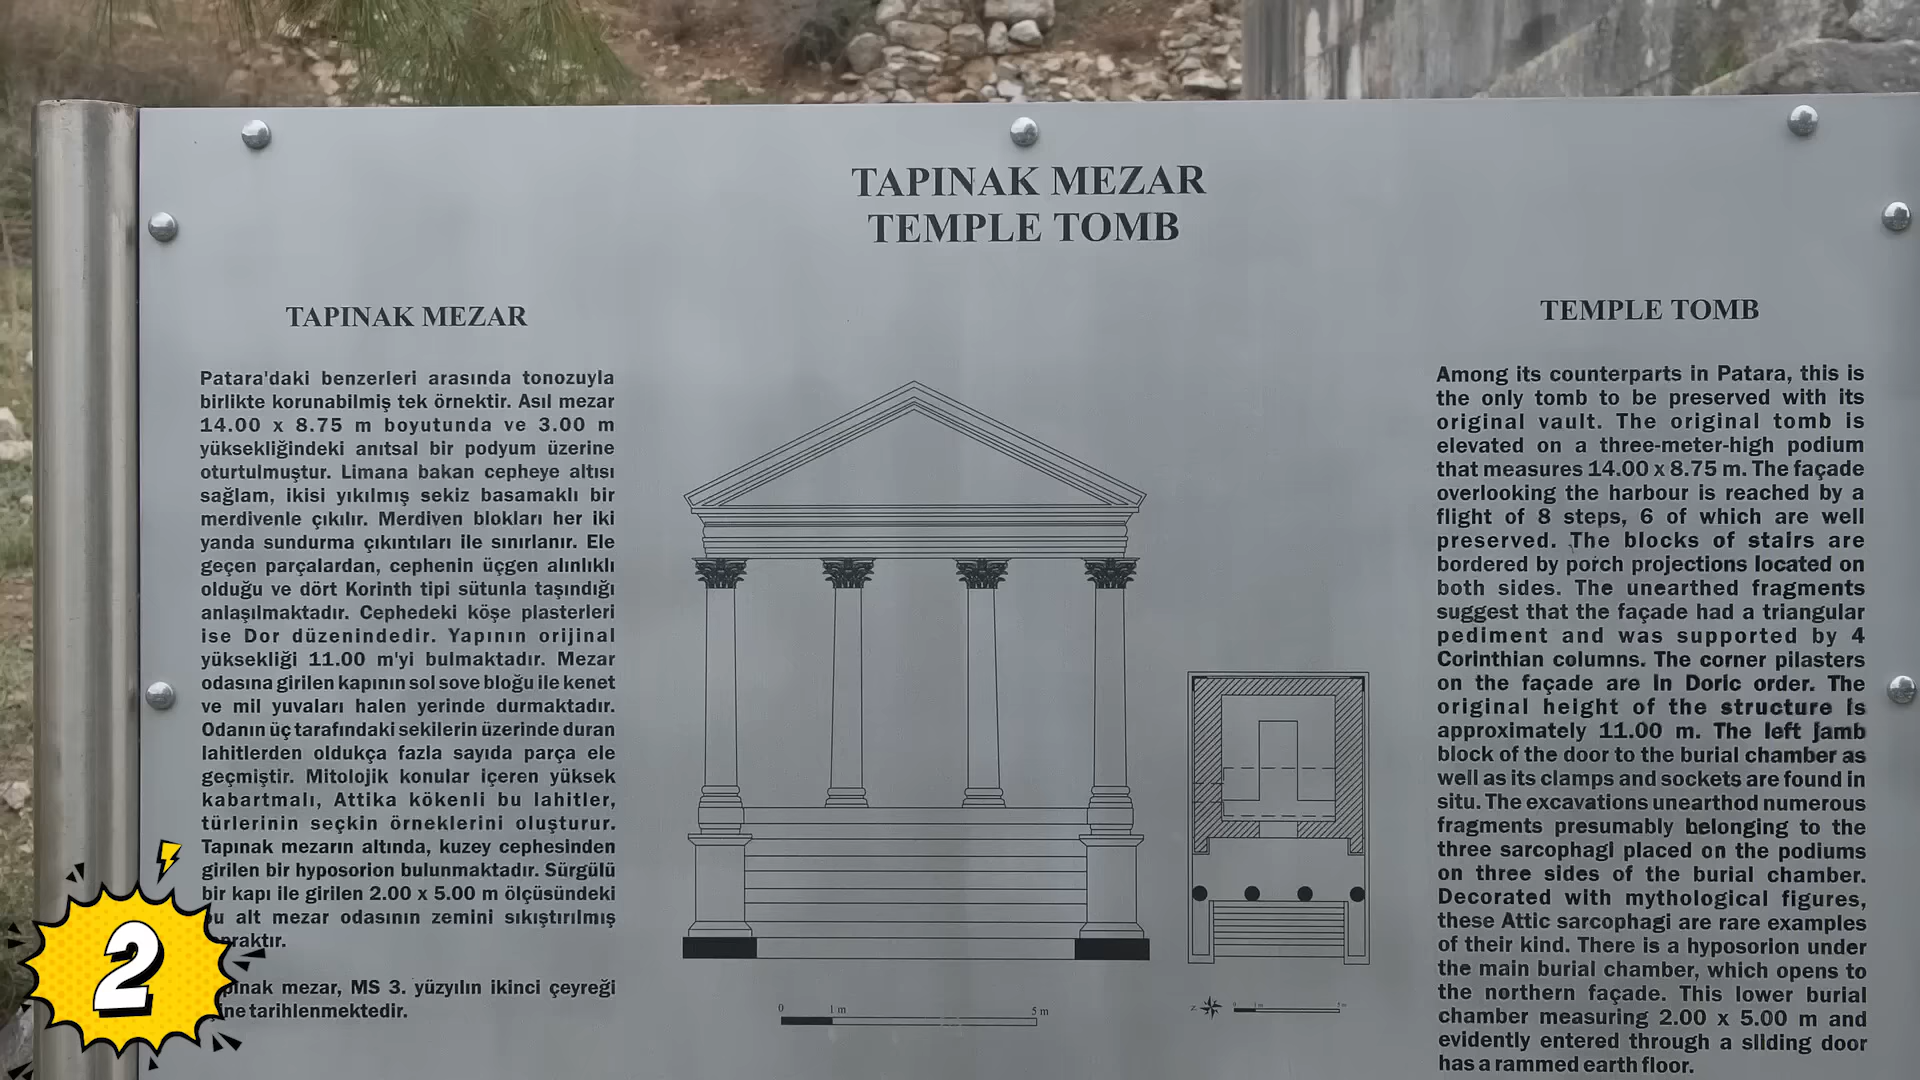 TAPINAK MEZAR
TEMPLE TOMB
TAPINAK MEZAR
Patara'daki benzerleri arasında tonozuyla
birlikte korunabilmiş tek örnektir. Asıl mezar
14.00 x 8.75 m boyutunda ve 3.00 m
yüksekliğindeki anıtsal bir podyum üzerine
oturtulmuştur. Limana bakan cepheye altısı
sağlam, ikisi yıkılmış sekiz basamaklı bir
merdivenle çıkılır. Merdiven blokları her iki
yanda sundurma çıkıntıları ile sınırlanır. Ele
geçen parçalardan, cephenin üçgen alınlıklı
olduğu ve dört Korinth tipi sütunla taşındığı
anlaşılmaktadır. Cephedeki köşe plasterleri
ise Dor düzenindedir. Yapının orijinal
yüksekliği 11.00 m'yi bulmaktadır. Mezar
odasına girilen kapının sol sove bloğu ile kenet
ve mil yuvaları halen yerinde durmaktadır.
Odanın üç tarafındaki sekilerin üzerinde duran
lahitlerden oldukça fazla sayıda parça ele
geçmiştir. Mitolojik konular içeren yüksek
kabartmalı, Attika kökenli bu lahitler,
türlerinin seçkin örneklerini oluşturur.
Tapınak mezarın altında, kuzey cephesinden
girilen bir hyposorion bulunmaktadır. Sürgülü
bir kapı ile girilen 2.00 x 5.00 m ölçüsündeki
bu alt mezar odasının zemini sıkıştırılmış
praktır.
pınak mezar, MS 3. yüzyılın ikinci çeyreği
ine tarihlenmektedir.
0 1 m 5 m
TEMPLE TOMB
Among its counterparts in Patara, this is
the only tomb to be preserved with its
original vault. The original tomb is
elevated on a three-meter-high podium
that measures 14.00 x 8.75 m. The façade
overlooking the harbour is reached by a
flight of 8 steps, 6 of which are well
preserved. The blocks of stairs are
bordered by porch projections located on
both sides. The unearthed fragments
suggest that the façade had a triangular
pediment and was supported by 4
Corinthian columns. The corner pilasters
on the façade are in Doric order. The
original height of the structure is
approximately 11.00 m. The left jamb
block of the door to the burial chamber as
well as its clamps and sockets are found in
situ. The excavations unearthod numerous
fragments presumably belonging to the
three sarcophagi placed on the podiums
on three sides of the burial chamber.
Decorated with mythological figures,
these Attic sarcophagi are rare examples
of their kind. There is a hyposorion under
the main burial chamber, which opens to
the northern façade. This lower burial
chamber measuring 2.00 x 5.00 m and
evidently entered through a sliding door
has a rammed earth floor.
2